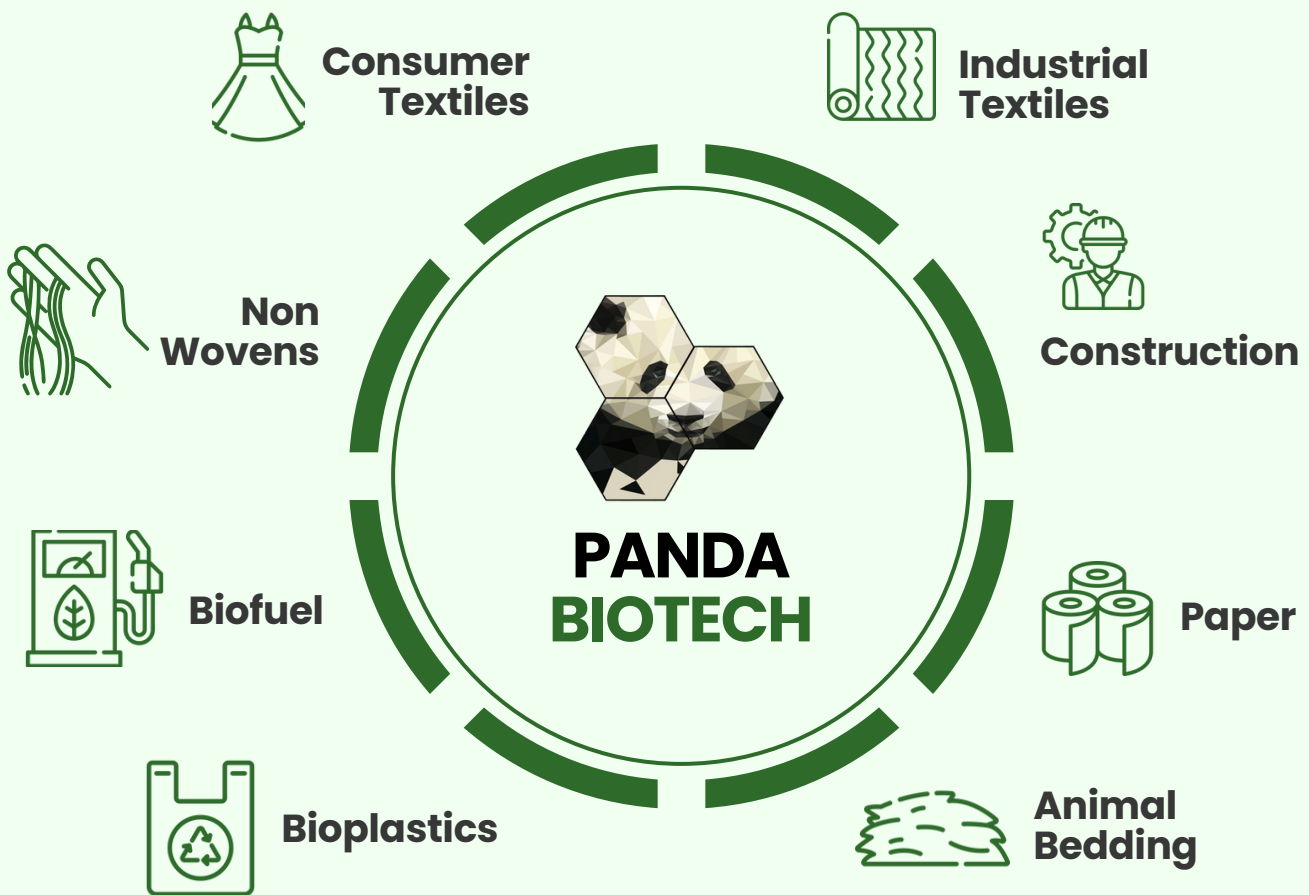 Consumer
Textiles
Industrial
Textiles
Non
Wovens
Construction
PANDA
BIOTECH
Biofuel
Paper
Bioplastics
Animal
Bedding